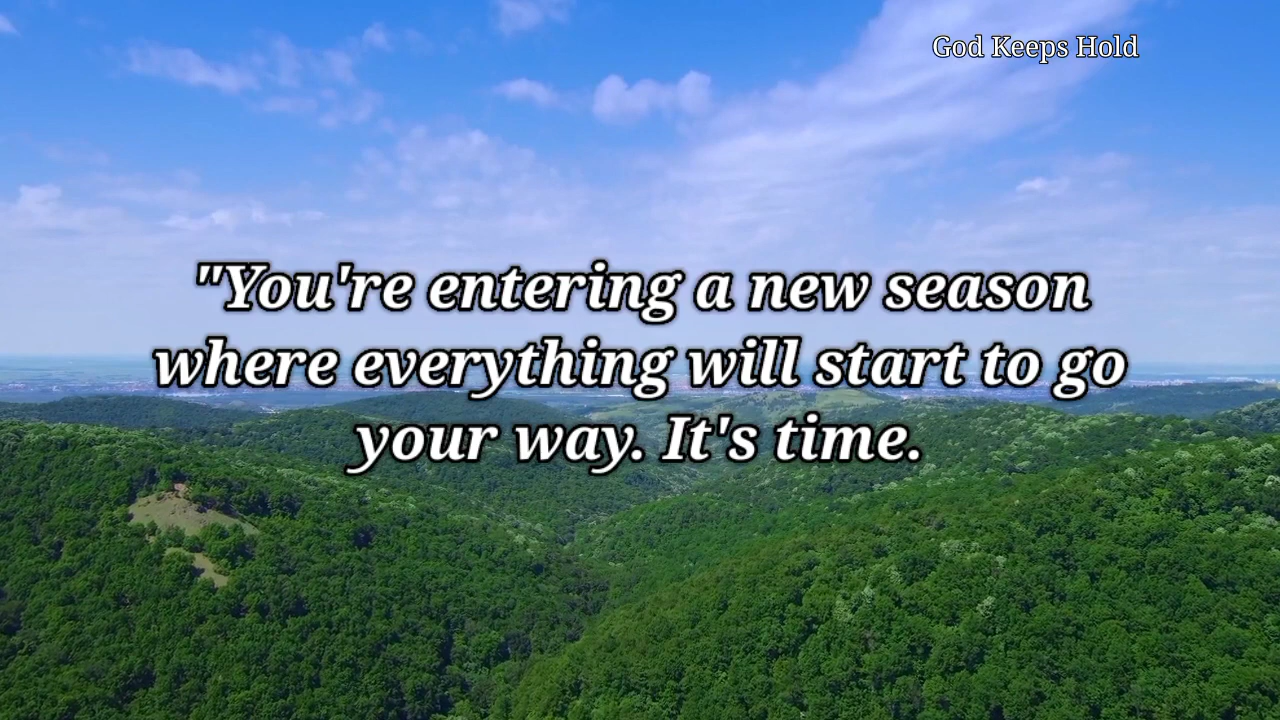 God Keeps Hold
"You're entering a new season
where everything will start to go
your way. It's time.